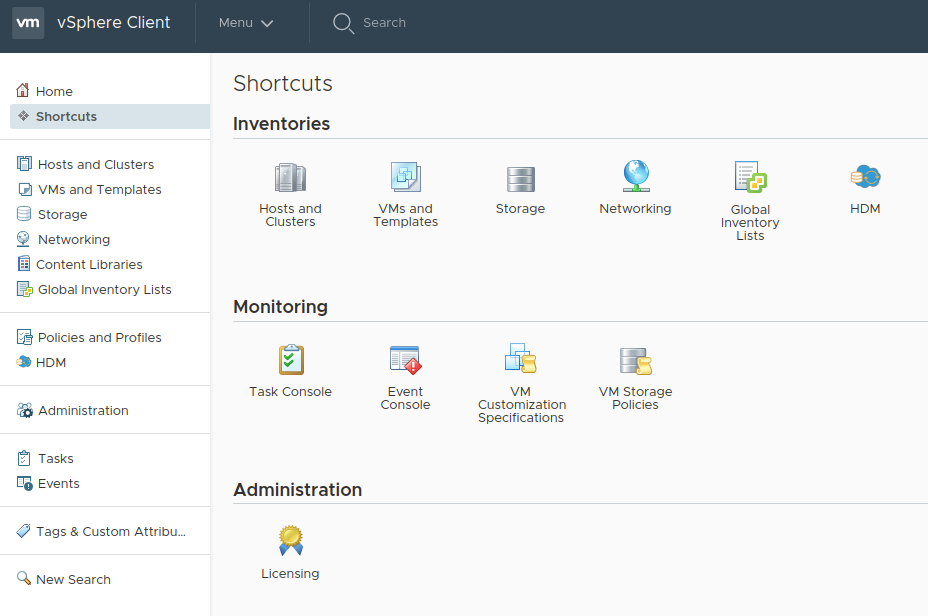 vm vSphere Client Menu Search
Home
Shortcuts
Hosts and Clusters
VMs and Templates
Storage
Networking
Content Libraries
Global Inventory Lists
Policies and Profiles
HDM
Administration
Tasks
Events
Tags & Custom Attribu...
New Search
Shortcuts
Inventories
Hosts and
Clusters
VMs and
Templates
Storage
Networking
Global
Inventory
Lists
HDM
Monitoring
Task Console
Event
Console
VM
Customization
Specifications
VM Storage
Policies
Administration
Licensing